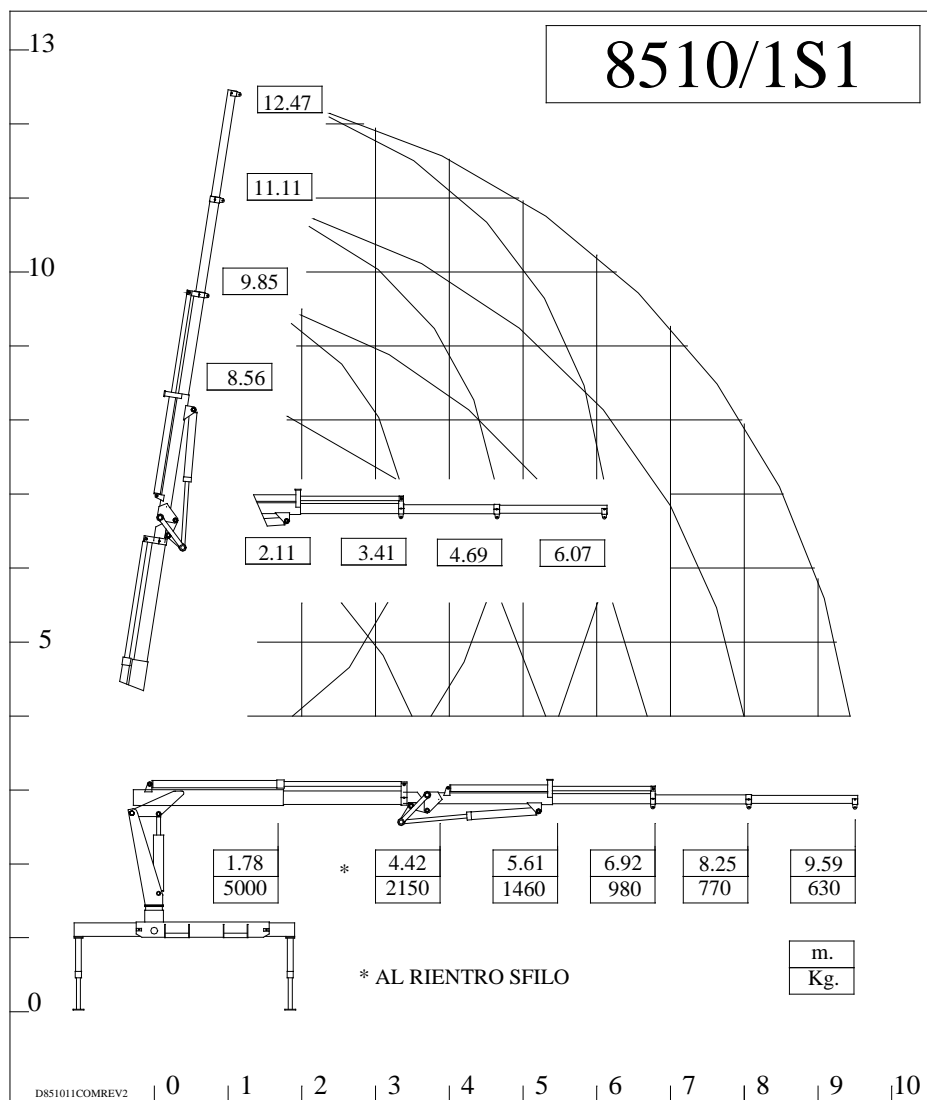 13
8510/1S1
12.47
11.11
10
9.85
8.56
2.11 3.41 4.69 6.07
5
1.78 * 4.42 5.61 6.92 8.25 9.59
5000 2150 1460 980 770 630
m.
* AL RIENTRO SFILO
Kg.
0
D851011COMREV2 0 1 2 3 4 5 6 7 8 9 10